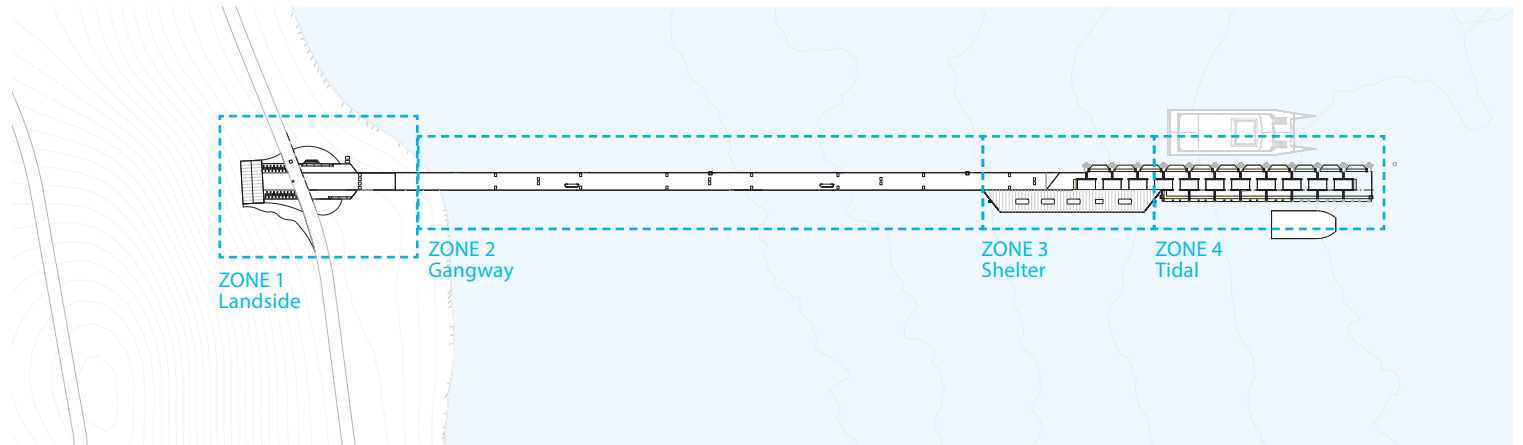 ZONE 1
Landside
ZONE 2
Gangway
ZONE 3
Shelter
ZONE 4
Tidal